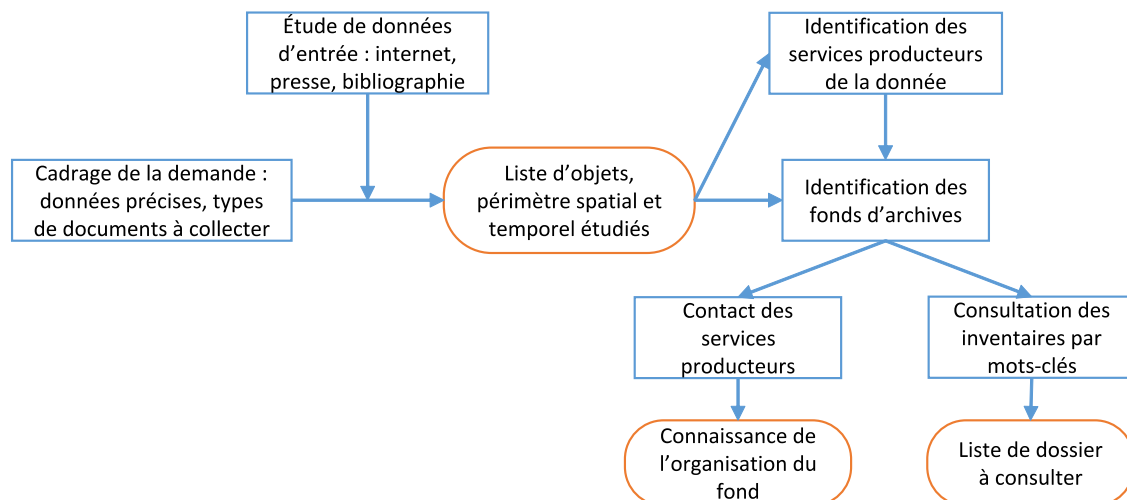 Étude de données
d’entrée : internet,
presse, bibliographie
Identification des
services producteurs
de la donnée
Cadrage de la demande :
données précises, types
de documents à collecter
Liste d’objets,
périmètre spatial et
temporel étudiés
Identification des
fonds d’archives
Contact des
services
producteurs
Consultation des
inventaires par
mots-clés
Connaissance de
l’organisation du
fond
Liste de dossier
à consulter